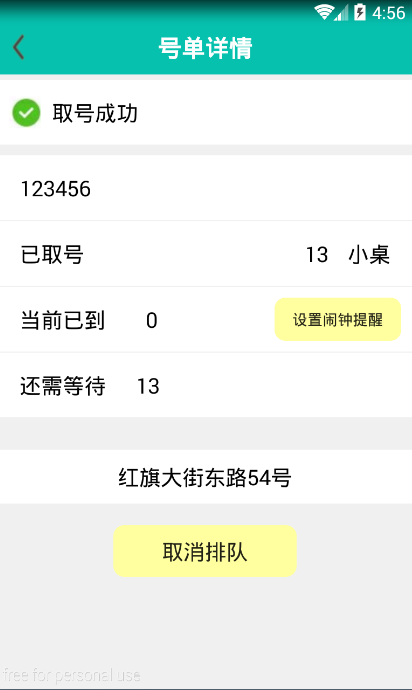 4:56
号单详情
取号成功
123456
已取号 13 小桌
当前已到 0 设置闹钟提醒
还需等待 13
红旗大街东路54号
取消排队
free for personal use